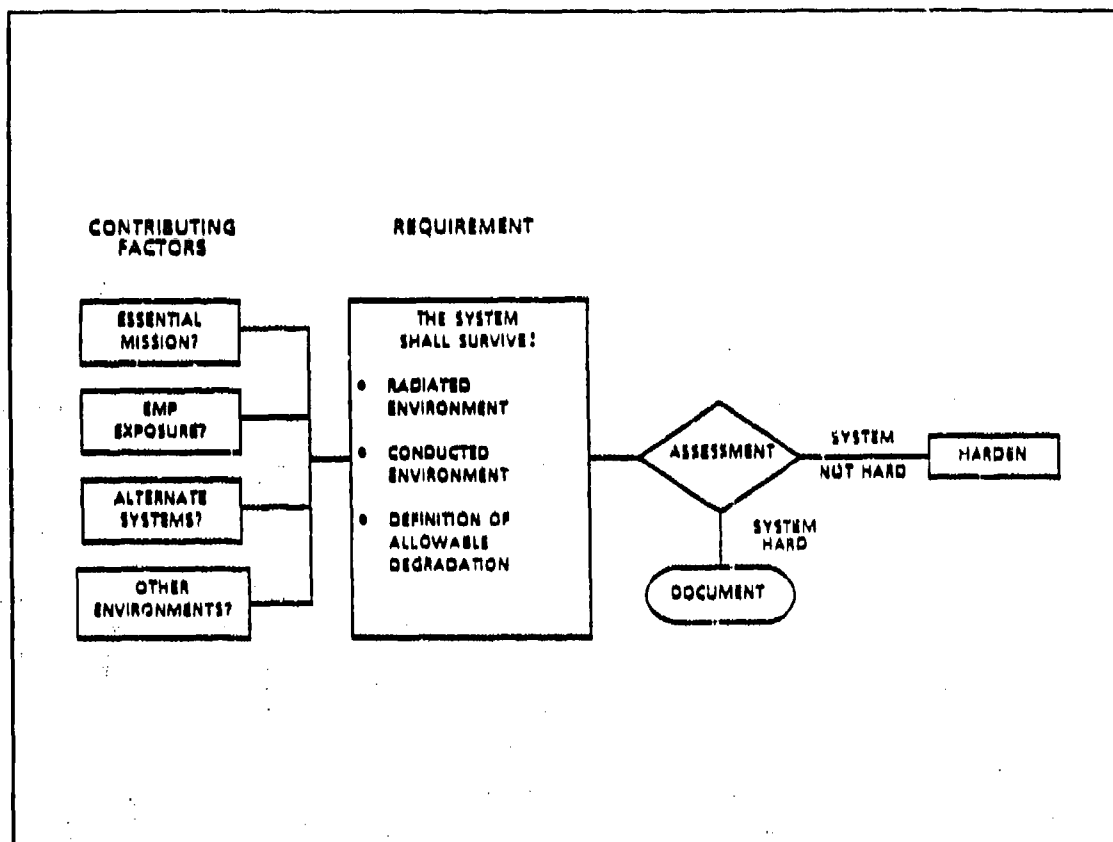 CONTRIBUTING
FACTORS
REQUIREMENT
ESSENTIAL
MISSION?
EMP
EXPOSURE?
ALTERNATE
SYSTEMS?
OTHER
ENVIRONMENTS?
THE SYSTEM
SHALL SURVIVE:
• RADIATED
ENVIRONMENT
• CONDUCTED
ENVIRONMENT
• DEFINITION OF
ALLOWABLE
DEGRADATION
ASSESSMENT
SYSTEM
NOT HARD
HARDEN
SYSTEM
HARD
DOCUMENT